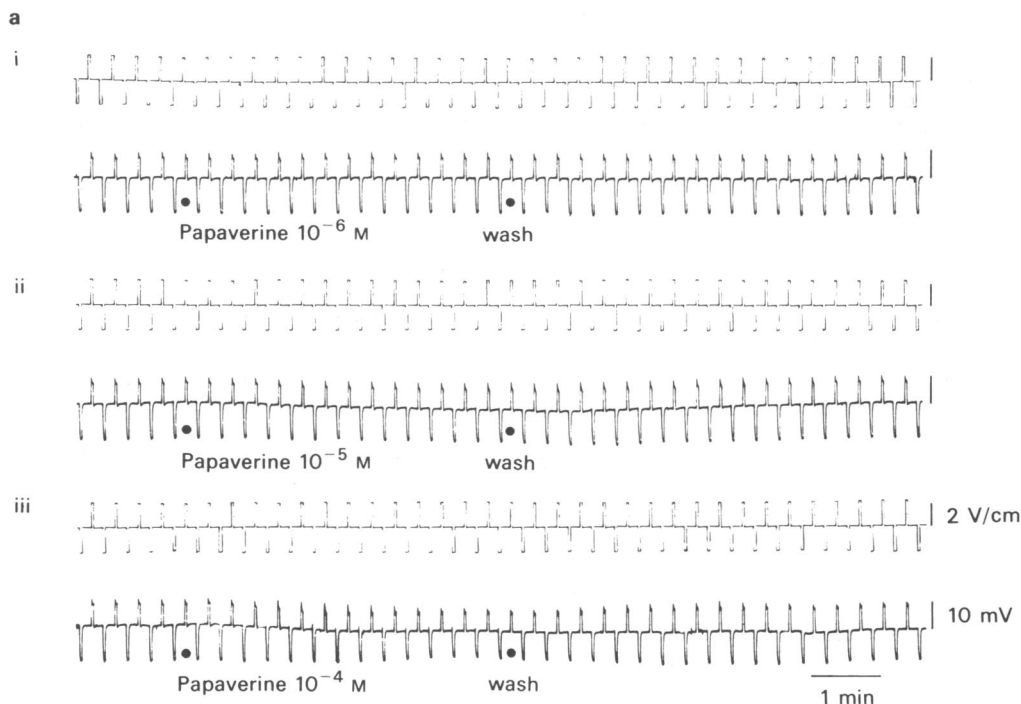 a
i
Papaverine 10⁻⁶ M wash
ii
Papaverine 10⁻⁵ M wash
iii
2 V/cm
10 mV
Papaverine 10⁻⁴ M wash
1 min